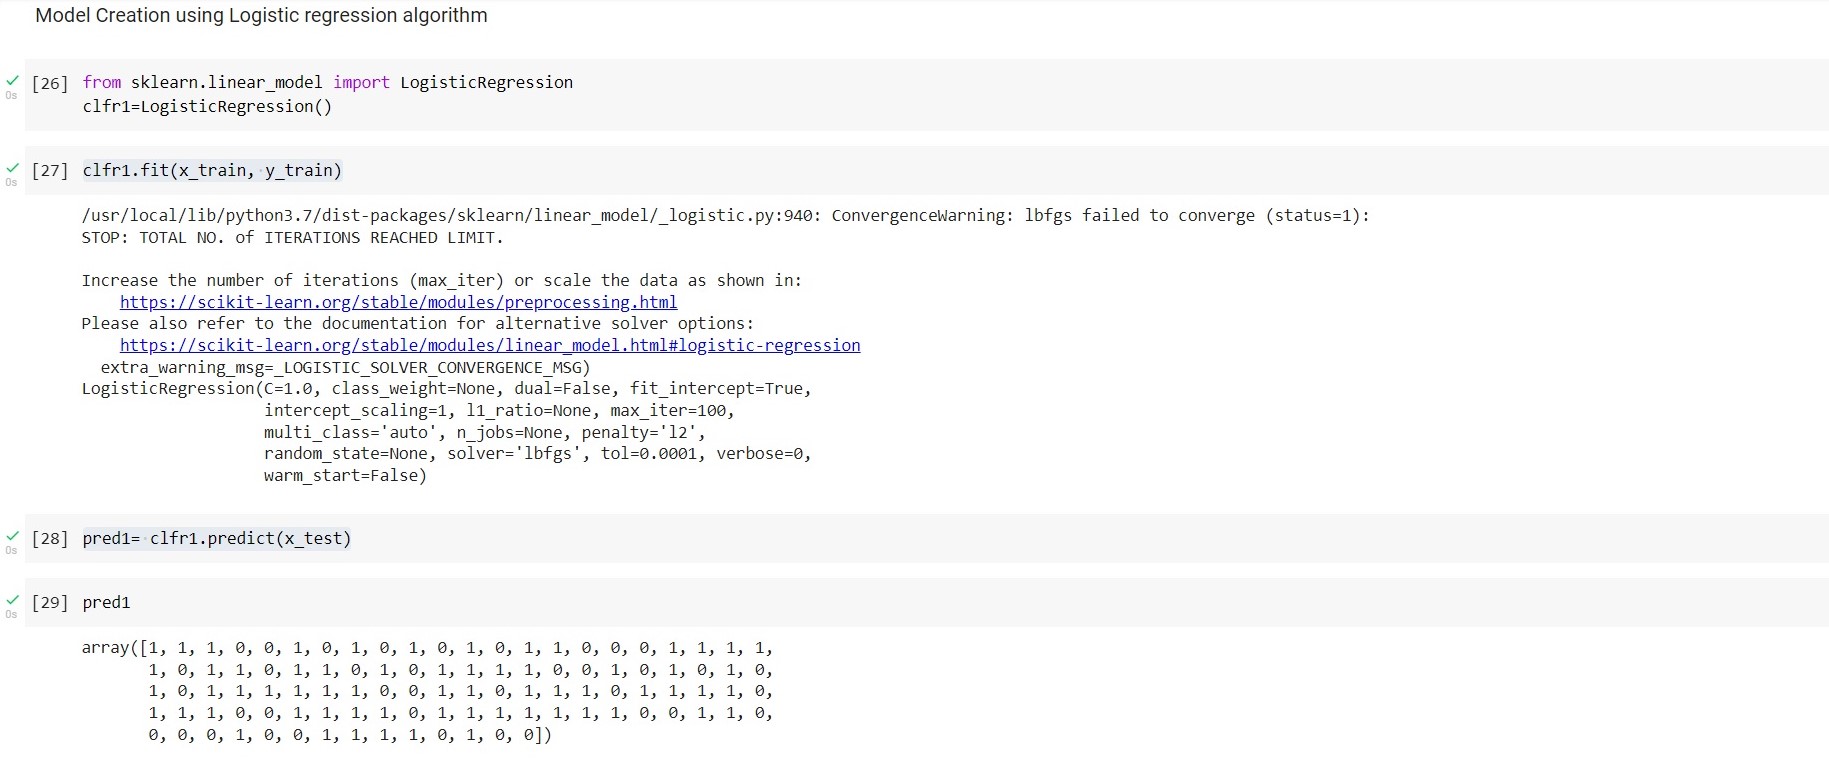 Model Creation using Logistic regression algorithm
[26] from sklearn.linear_model import LogisticRegression
0s
clfr1=LogisticRegression()
[27] clfr1.fit(x_train, y_train)
0s
/usr/local/lib/python3.7/dist-packages/sklearn/linear_model/_logistic.py:940: ConvergenceWarning: lbfgs failed to converge (status=1):
STOP: TOTAL NO. of ITERATIONS REACHED LIMIT.
Increase the number of iterations (max_iter) or scale the data as shown in:
https://scikit-learn.org/stable/modules/preprocessing.html
Please also refer to the documentation for alternative solver options:
https://scikit-learn.org/stable/modules/linear_model.html#logistic-regression
extra_warning_msg=_LOGISTIC_SOLVER_CONVERGENCE_MSG)
LogisticRegression(C=1.0, class_weight=None, dual=False, fit_intercept=True,
intercept_scaling=1, l1_ratio=None, max_iter=100,
multi_class='auto', n_jobs=None, penalty='l2',
random_state=None, solver='lbfgs', tol=0.0001, verbose=0,
warm_start=False)
[28] pred1= clfr1.predict(x_test)
0s
[29] pred1
0s
array([1, 1, 1, 0, 0, 1, 0, 1, 0, 1, 0, 1, 0, 1, 1, 0, 0, 0, 1, 1, 1, 1,
1, 0, 1, 1, 0, 1, 1, 0, 1, 0, 1, 1, 1, 1, 0, 0, 1, 0, 1, 0, 1, 0,
1, 0, 1, 1, 1, 1, 1, 1, 0, 0, 1, 1, 0, 1, 1, 1, 0, 1, 1, 1, 1, 0,
1, 1, 1, 0, 0, 1, 1, 1, 1, 0, 1, 1, 1, 1, 1, 1, 1, 0, 0, 1, 1, 0,
0, 0, 0, 1, 0, 0, 1, 1, 1, 1, 0, 1, 0, 0])